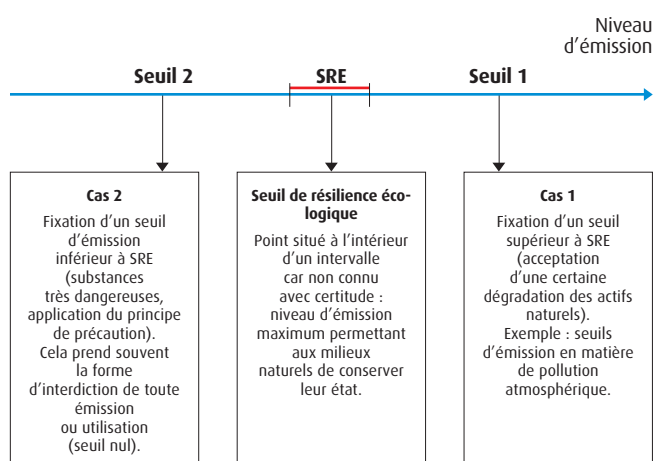 Niveau
d'émission
Seuil 2
SRE
Seuil 1
Cas 2
Fixation d'un seuil
d'émission
inférieur à SRE
(substances
très dangereuses,
application du principe
de précaution).
Cela prend souvent
la forme
d'interdiction de toute
émission
ou utilisation
(seuil nul).
Seuil de résilience éco-
logique
Point situé à l'intérieur
d'un intervalle
car non connu
avec certitude :
niveau d'émission
maximum permettant
aux milieux
naturels de conserver
leur état.
Cas 1
Fixation d'un seuil
supérieur à SRE
(acceptation
d'une certaine
dégradation des actifs
naturels).
Exemple : seuils
d'émission en matière
de pollution
atmosphérique.